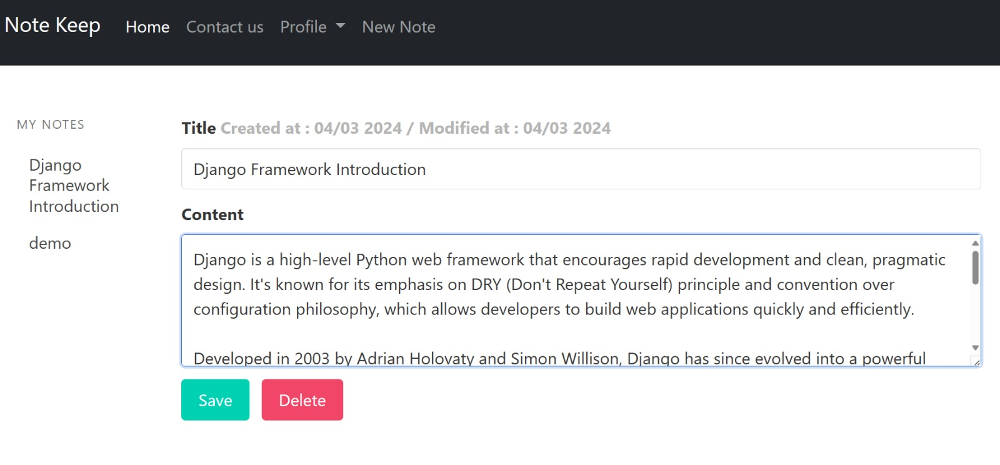 Note Keep Home Contact us Profile New Note
MY NOTES
Django
Framework
Introduction
demo
Title Created at : 04/03 2024 / Modified at : 04/03 2024
Django Framework Introduction
Content
Django is a high-level Python web framework that encourages rapid development and clean, pragmatic
design. It's known for its emphasis on DRY (Don't Repeat Yourself) principle and convention over
configuration philosophy, which allows developers to build web applications quickly and efficiently.
Developed in 2003 by Adrian Holovaty and Simon Willison, Django has since evolved into a powerful
Save Delete